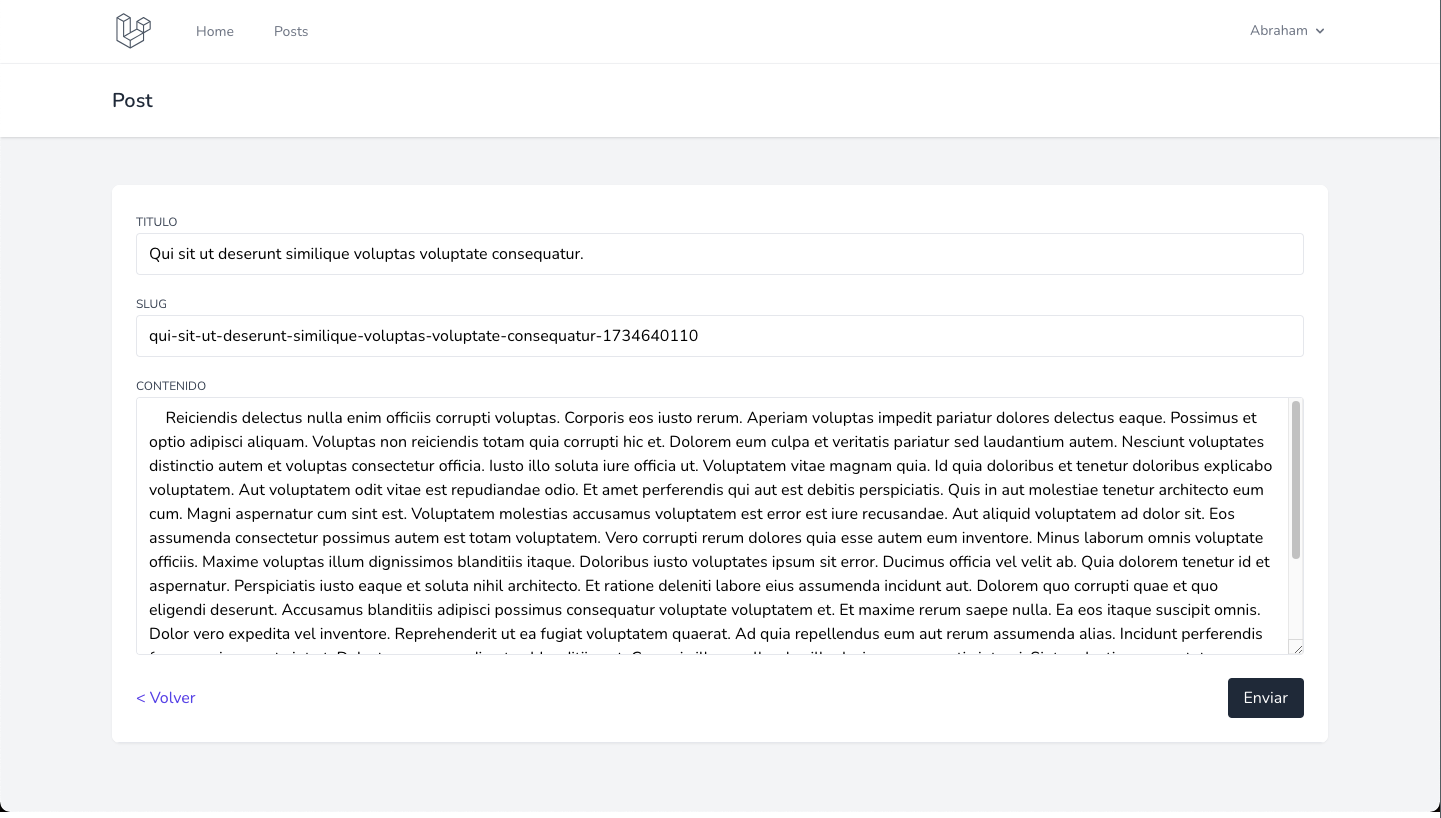 Home
Posts
Abraham
Post
TITULO
Qui sit ut deserunt similique voluptas voluptate consequatur.
SLUG
qui-sit-ut-deserunt-similique-voluptas-voluptate-consequatur-1734640110
CONTENIDO
Reiciendis delectus nulla enim officiis corrupti voluptas. Corporis eos iusto rerum. Aperiam voluptas impedit pariatur dolores delectus eaque. Possimus et
optio adipisci aliquam. Voluptas non reiciendis totam quia corrupti hic et. Dolorem eum culpa et veritatis pariatur sed laudantium autem. Nesciunt voluptates
distinctio autem et voluptas consectetur officia. Iusto illo soluta iure officia ut. Voluptatem vitae magnam quia. Id quia doloribus et tenetur doloribus explicabo
voluptatem. Aut voluptatem odit vitae est repudiandae odio. Et amet perferendis qui aut est debitis perspiciatis. Quis in aut molestiae tenetur architecto eum
cum. Magni aspernatur cum sint est. Voluptatem molestias accusamus voluptatem est error est iure recusandae. Aut aliquid voluptatem ad dolor sit. Eos
assumenda consectetur possimus autem est totam voluptatem. Vero corrupti rerum dolores quia esse autem eum inventore. Minus laborum omnis voluptate
officiis. Maxime voluptas illum dignissimos blanditiis itaque. Doloribus iusto voluptates ipsum sit error. Ducimus officia vel velit ab. Quia dolorem tenetur id et
aspernatur. Perspiciatis iusto eaque et soluta nihil architecto. Et ratione deleniti labore eius assumenda incidunt aut. Dolorem quo corrupti quae et quo
eligendi deserunt. Accusamus blanditiis adipisci possimus consequatur voluptate voluptatem et. Et maxime rerum saepe nulla. Ea eos itaque suscipit omnis.
Dolor vero expedita vel inventore. Reprehenderit ut ea fugiat voluptatem quaerat. Ad quia repellendus eum aut rerum assumenda alias. Incidunt perferendis
< Volver
Enviar